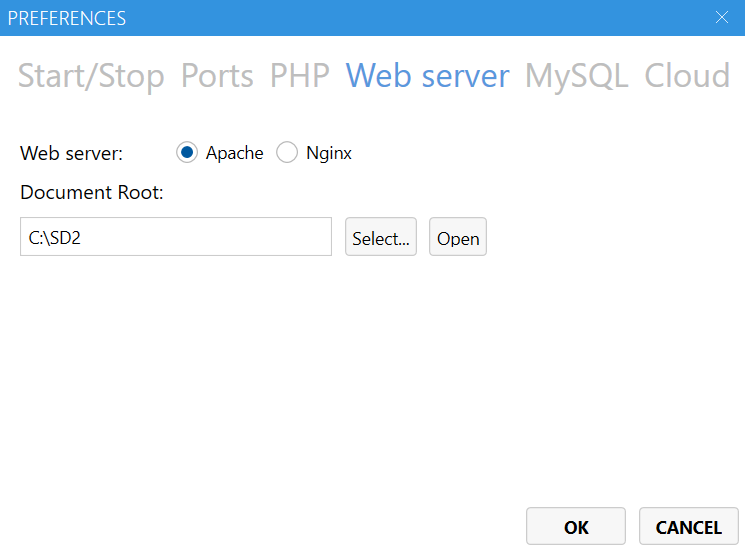 PREFERENCES
Start/Stop Ports PHP Web server MySQL Cloud
Web server: Apache Nginx
Document Root:
C:\SD2 Select... Open
OK CANCEL